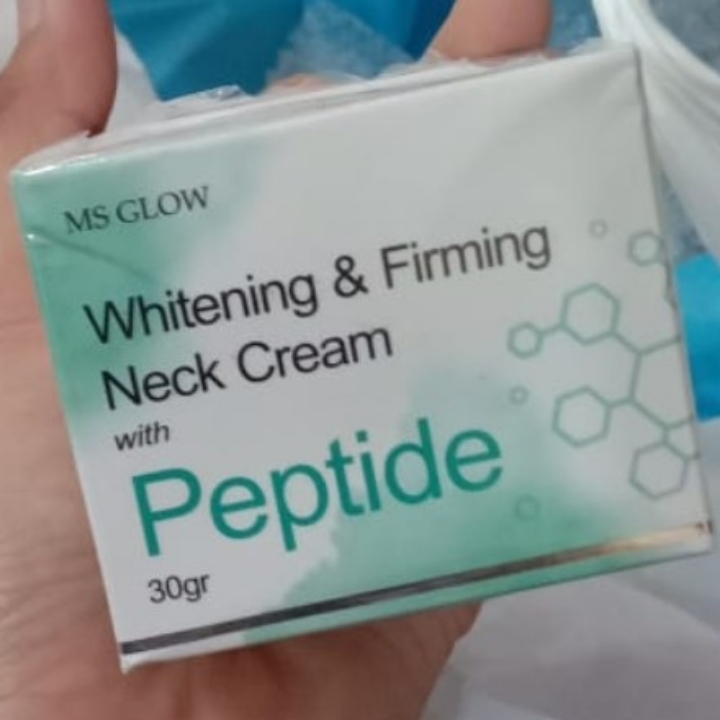 MS GLOW
Whitening & Firming
Neck Cream
with
Peptide
30gr